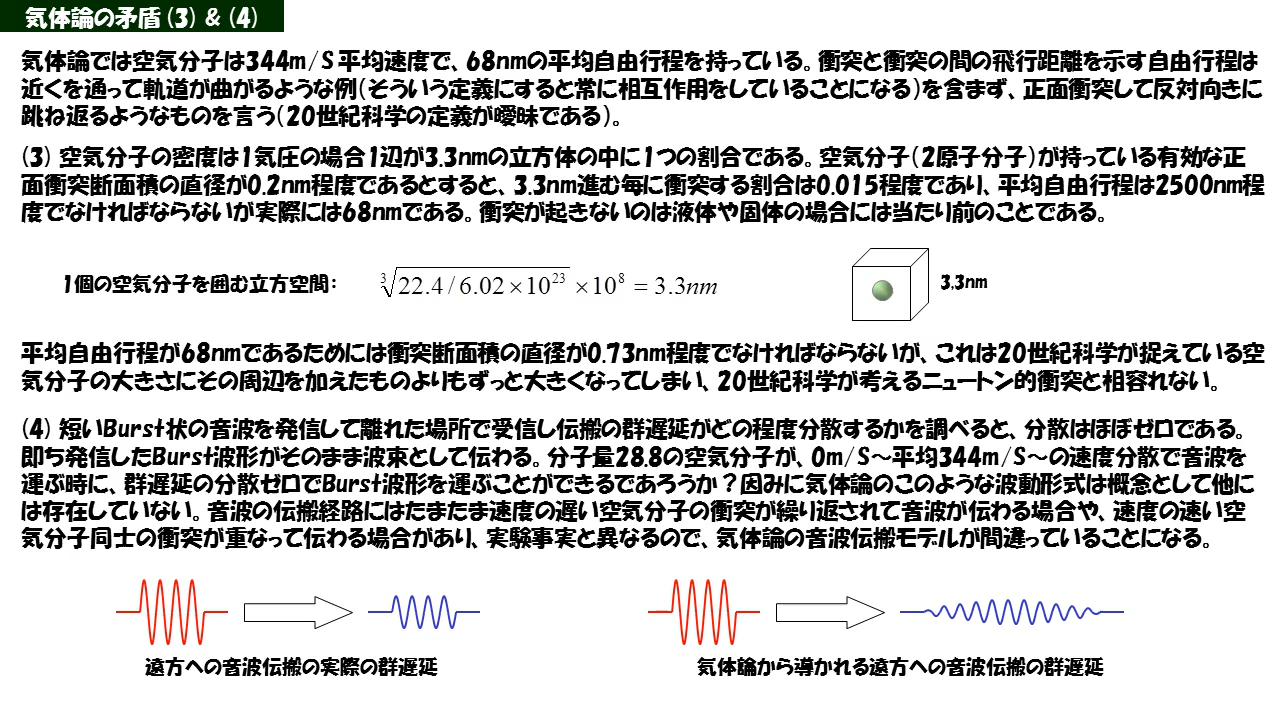 気体論の矛盾 (3) & (4)
気体論では空気分子は344m/S平均速度で、68nmの平均自由行程を持っている。衝突と衝突の間の飛行距離を示す自由行程は
近くを通って軌道が曲がるような例(そういう定義にすると常に相互作用をしていることになる)を含まず、正面衝突して反対向きに
跳ね返るようなものを言う(20世紀科学の定義が曖昧である)。
(3) 空気分子の密度は1気圧の場合1辺が3.3nmの立方体の中に1つの割合である。空気分子(2原子分子)が持っている有効な正
面衝突断面積の直径が0.2nm程度であるとすると、3.3nm進む毎に衝突する割合は0.015程度であり、平均自由行程は2500nm程
度でなければならないが実際には68nmである。衝突が起きないのは液体や固体の場合には当たり前のことである。
1個の空気分子を囲む立方空間: ∛(22.4/6.02×10²³) ×10⁸ = 3.3nm
3.3nm
平均自由行程が68nmであるためには衝突断面積の直径が0.73nm程度でなければならないが、これは20世紀科学が捉えている空
気分子の大きさにその周辺を加えたものよりもずっと大きくなってしまい、20世紀科学が考えるニュートン的衝突と相容れない。
(4) 短いBurst状の音波を発信して離れた場所で受信し伝搬の群遅延がどの程度分散するかを調べると、分散はほぼゼロである。
即ち発信したBurst波形がそのまま波束として伝わる。分子量28.8の空気分子が、0m/S～平均344m/S～の速度分散で音波を
運ぶ時に、群遅延の分散ゼロでBurst波形を運ぶことができるであろうか?因みに気体論のこのような波動形式は概念として他に
は存在していない。音波の伝搬経路にはたまたま速度の遅い空気分子の衝突が繰り返されて音波が伝わる場合や、速度の速い空
気分子同士の衝突が重なって伝わる場合があり、実験事実と異なるので、気体論の音波伝搬モデルが間違っていることになる。
遠方への音波伝搬の実際の群遅延
気体論から導かれる遠方への音波伝搬の群遅延